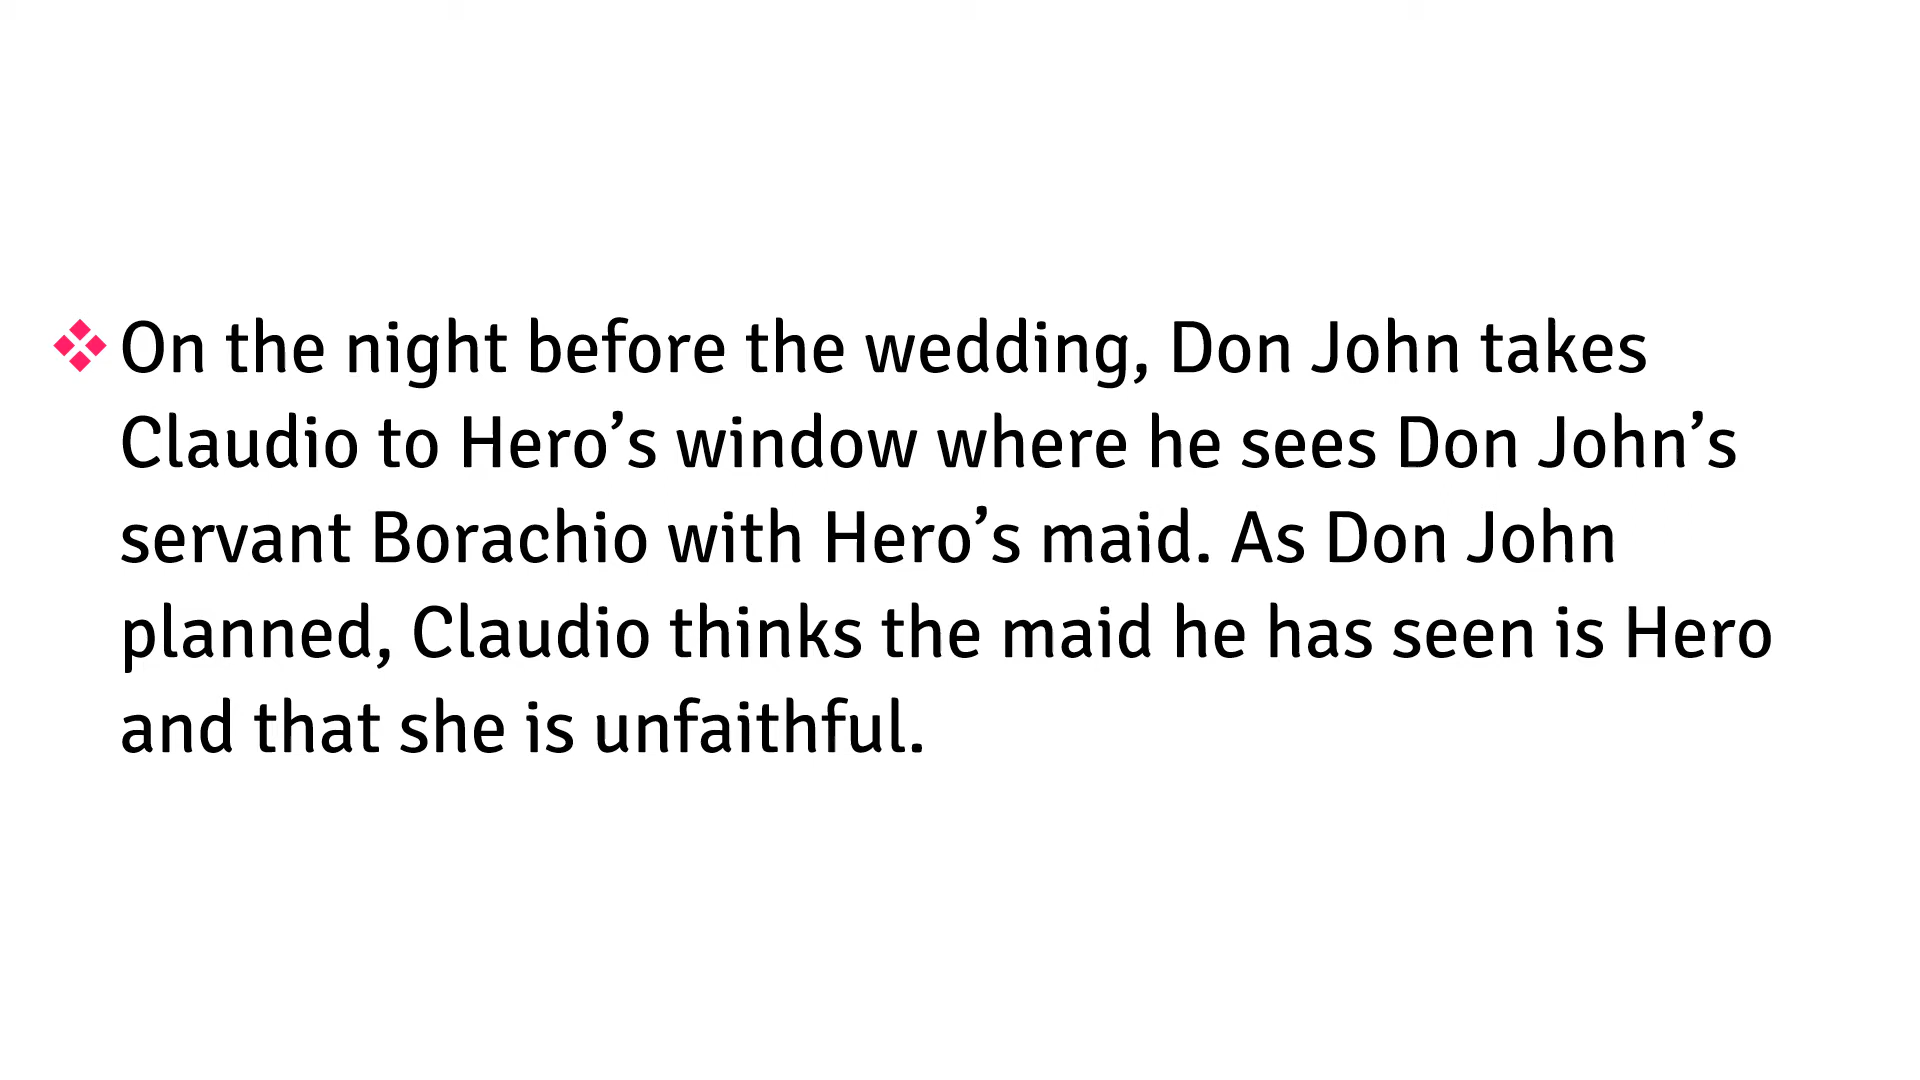 ❖ On the night before the wedding, Don John takes
Claudio to Hero’s window where he sees Don John’s
servant Borachio with Hero’s maid. As Don John
planned, Claudio thinks the maid he has seen is Hero
and that she is unfaithful.